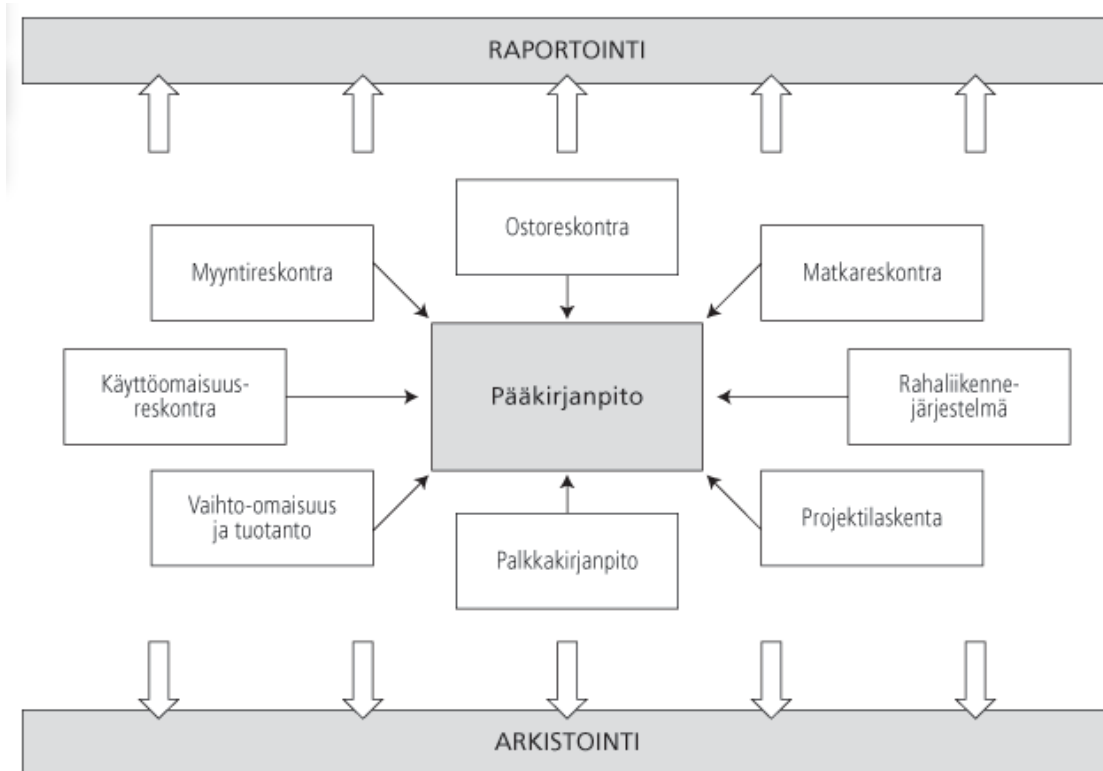 RAPORTOINTI
Ostoreskontra
Myyntireskontra
Matkareskontra
Käyttöomaisuus-
reskontra
Pääkirjanpito
Rahaliikenne-
järjestelmä
Vaihto-omaisuus
ja tuotanto
Palkkakirjanpito
Projektilaskenta
ARKISTOINTI